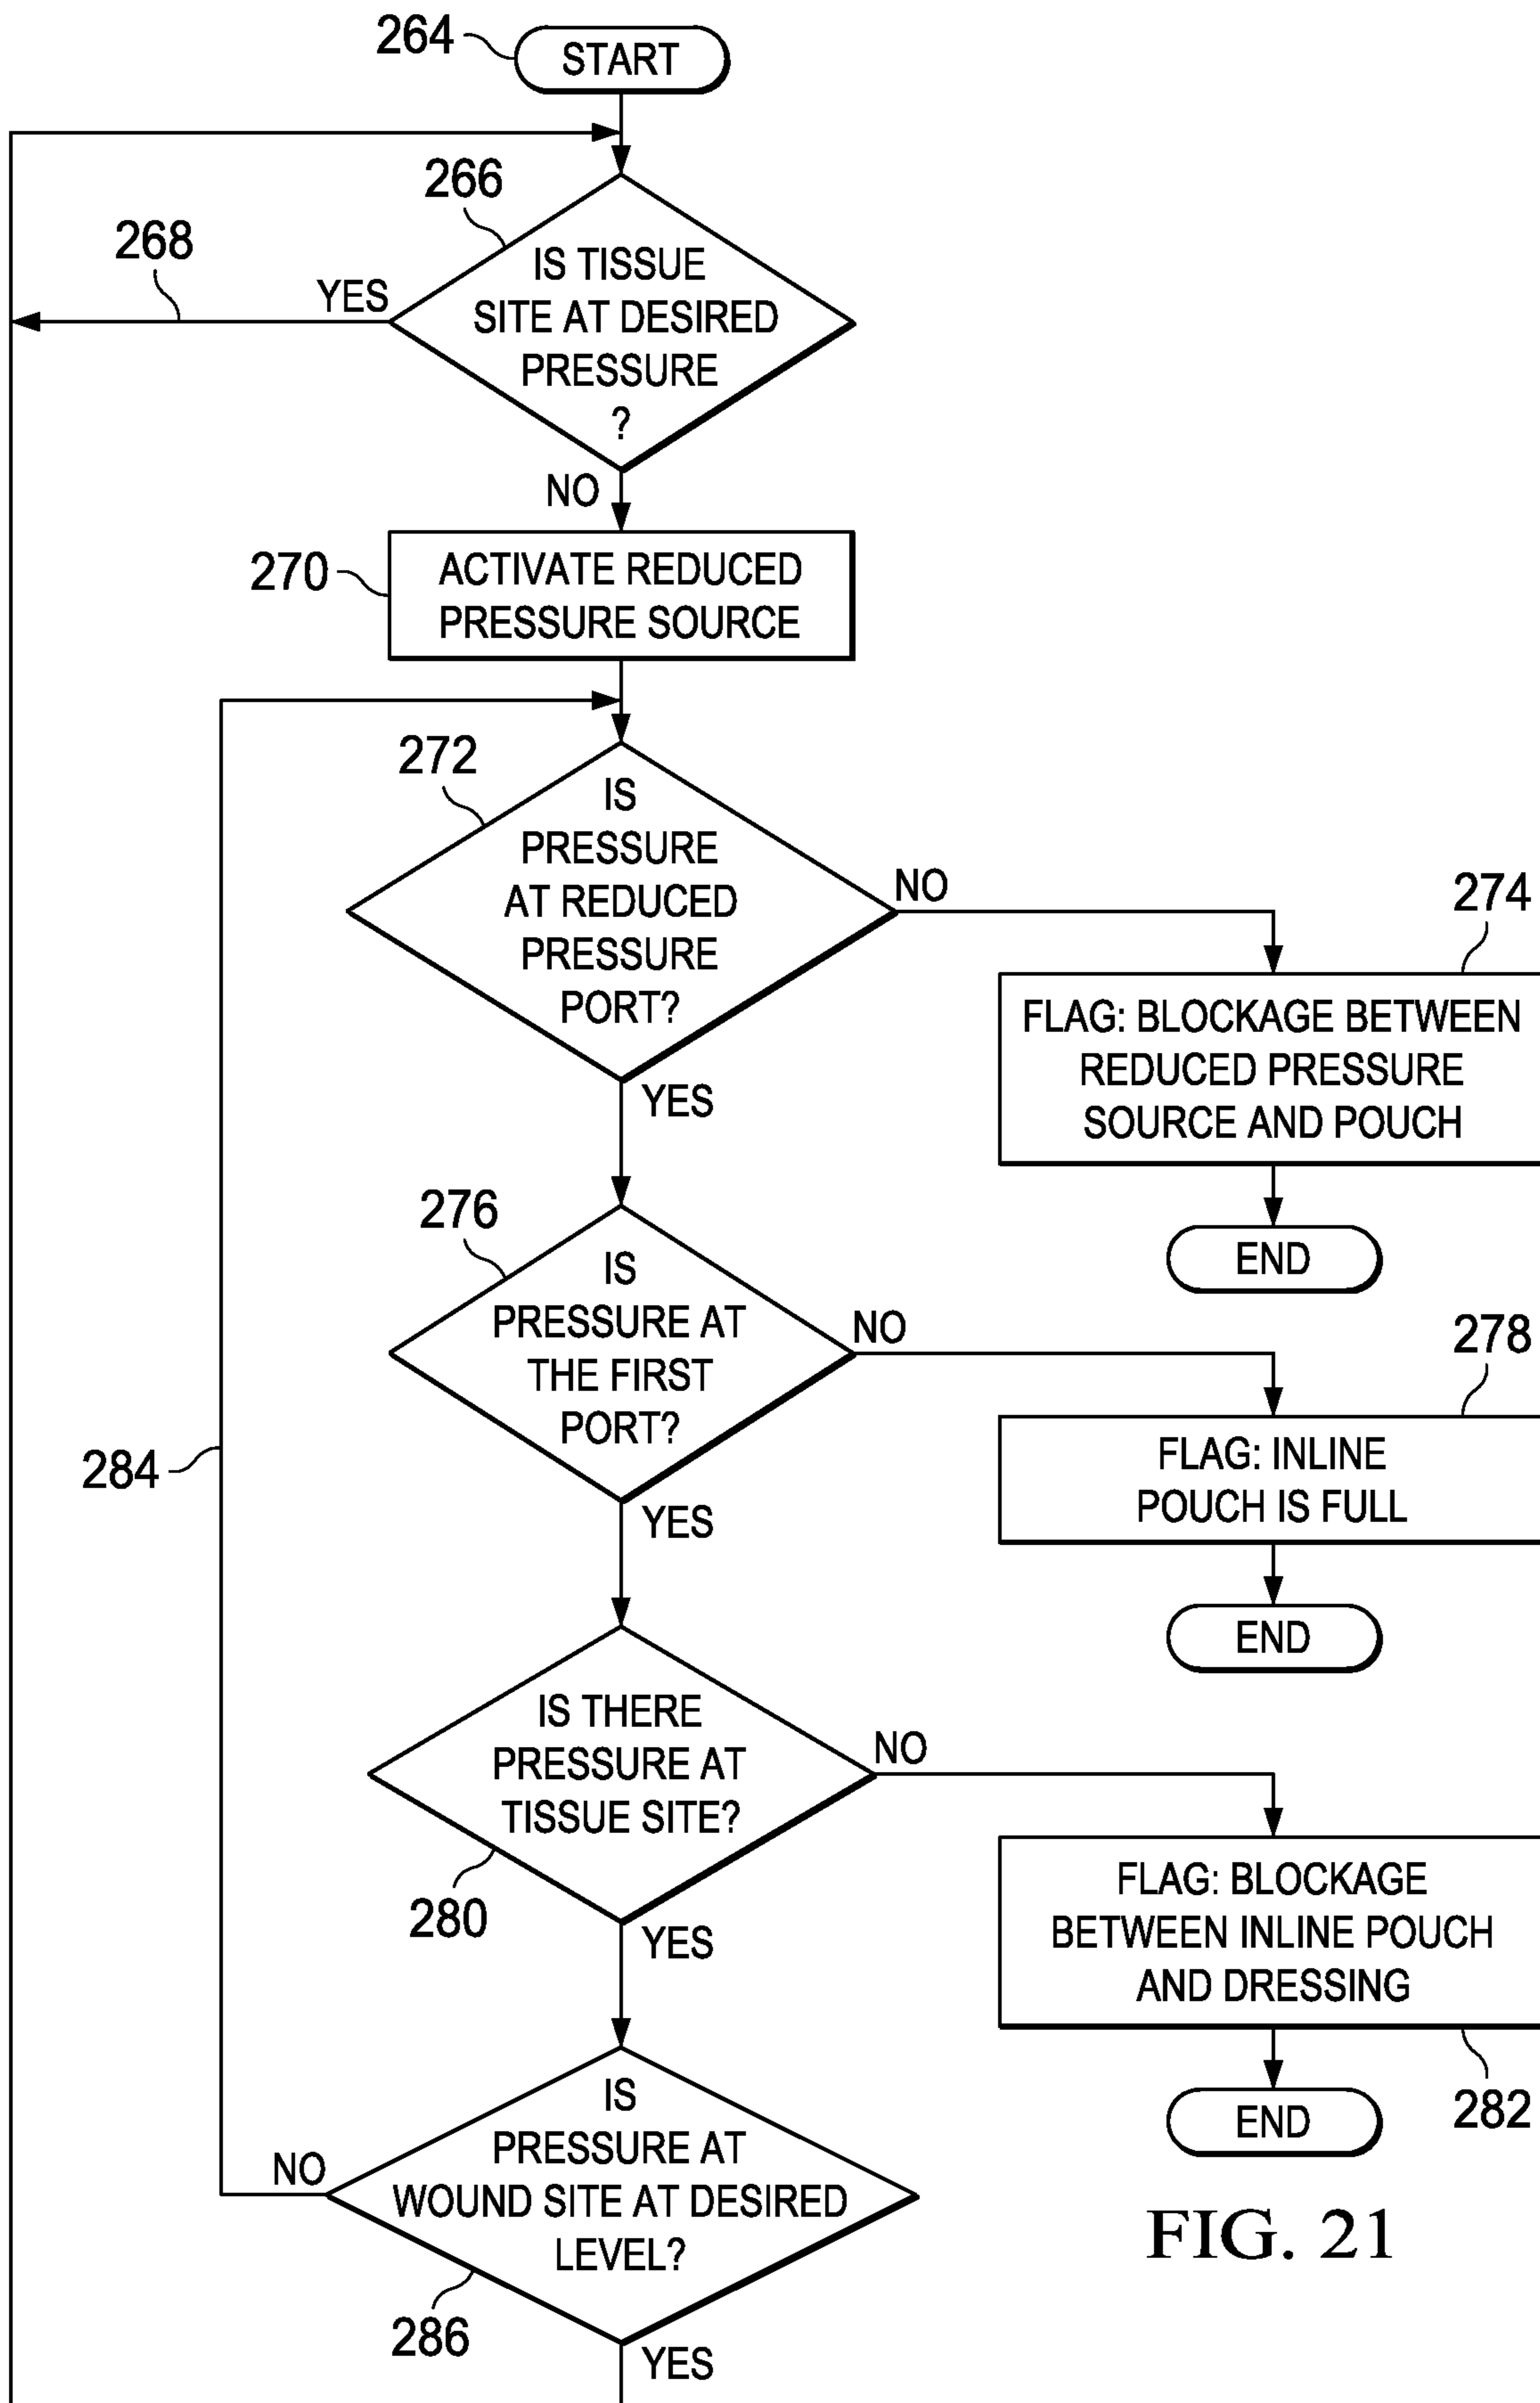 264
START
266
268
IS TISSUE
SITE AT DESIRED
PRESSURE
?
YES
NO
270
ACTIVATE REDUCED
PRESSURE SOURCE
272
IS
PRESSURE
AT REDUCED
PRESSURE
PORT?
NO
274
FLAG: BLOCKAGE BETWEEN
REDUCED PRESSURE
SOURCE AND POUCH
YES
END
276
IS
PRESSURE AT
THE FIRST
PORT?
NO
278
FLAG: INLINE
POUCH IS FULL
284
YES
END
IS THERE
PRESSURE AT
TISSUE SITE?
NO
280
FLAG: BLOCKAGE
BETWEEN INLINE POUCH
AND DRESSING
YES
282
END
IS
PRESSURE AT
WOUND SITE AT DESIRED
LEVEL?
NO
286
YES
FIG. 21